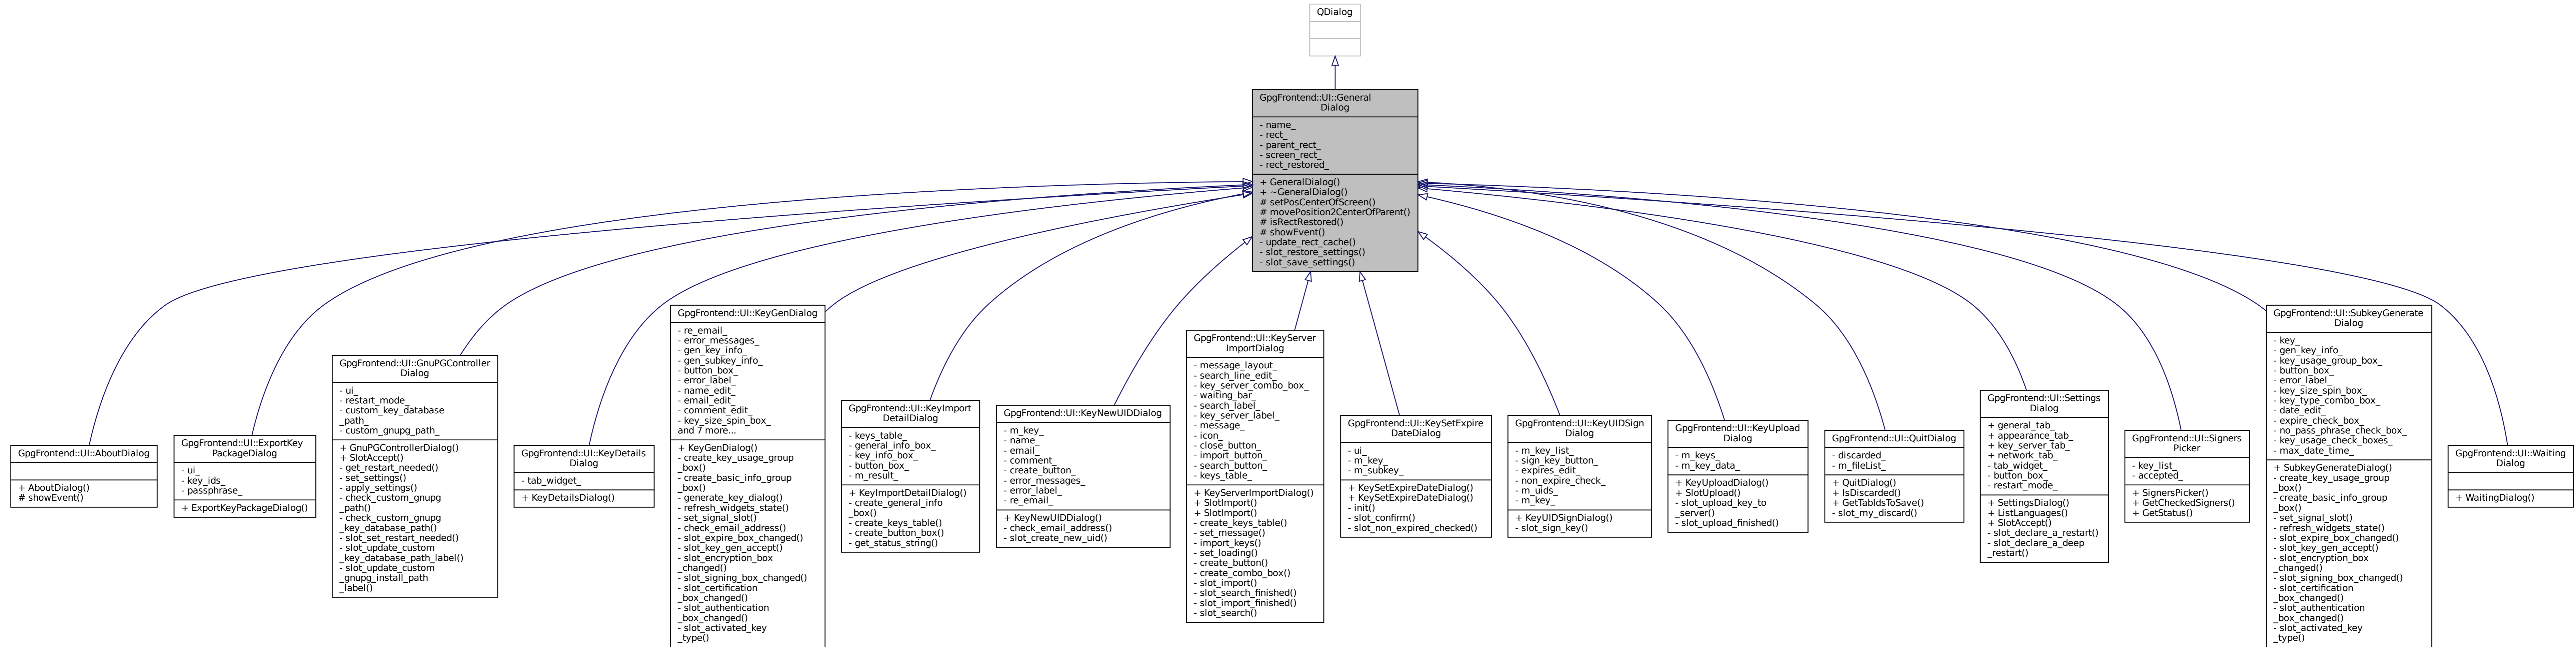 QDialog
GpgFrontend::UI::General
Dialog
- name_
- rect_
- parent_rect_
- screen_rect_
- rect_restored_
+ GeneralDialog()
+ ~GeneralDialog()
# setPosCenterOfScreen()
# movePosition2CenterOfParent()
# isRectRestored()
# showEvent()
- update_rect_cache()
- slot_restore_settings()
- slot_save_settings()
GpgFrontend::UI::AboutDialog
+ AboutDialog()
# showEvent()
GpgFrontend::UI::ExportKey
PackageDialog
- ui_
- key_ids_
- passphrase_
+ ExportKeyPackageDialog()
GpgFrontend::UI::GnuPGController
Dialog
- ui_
- restart_mode_
- custom_key_database
_path_
- custom_gnupg_path_
+ GnuPGControllerDialog()
+ SlotAccept()
- get_restart_needed()
- set_settings()
- apply_settings()
- check_custom_gnupg
_path()
- check_custom_gnupg
_key_database_path()
- slot_set_restart_needed()
- slot_update_custom
_key_database_path_label()
- slot_update_custom
_gnupg_install_path
_label()
GpgFrontend::UI::KeyDetails
Dialog
- tab_widget_
+ KeyDetailsDialog()
GpgFrontend::UI::KeyGenDialog
- re_email_
- error_messages_
- gen_key_info_
- gen_subkey_info_
- button_box_
- error_label_
- name_edit_
- email_edit_
- comment_edit_
- key_size_spin_box_
and 7 more...
+ KeyGenDialog()
- create_key_usage_group
_box()
- create_basic_info_group
_box()
- generate_key_dialog()
- refresh_widgets_state()
- set_signal_slot()
- check_email_address()
- slot_expire_box_changed()
- slot_key_gen_accept()
- slot_encryption_box
_changed()
- slot_signing_box_changed()
- slot_certification
_box_changed()
- slot_authentication
_box_changed()
- slot_activated_key
_type()
GpgFrontend::UI::KeyImport
DetailDialog
- keys_table_
- general_info_box_
- key_info_box_
- button_box_
- m_result_
+ KeyImportDetailDialog()
- create_general_info
_box()
- create_keys_table()
- create_button_box()
- get_status_string()
GpgFrontend::UI::KeyNewUIDDialog
- m_key_
- name_
- email_
- comment_
- create_button_
- error_messages_
- error_label_
- re_email_
+ KeyNewUIDDialog()
- check_email_address()
- slot_create_new_uid()
GpgFrontend::UI::KeyServer
ImportDialog
- message_layout_
- search_line_edit_
- key_server_combo_box_
- waiting_bar_
- search_label_
- key_server_label_
- message_
- icon_
- close_button_
- import_button_
- search_button_
- keys_table_
+ KeyServerImportDialog()
+ SlotImport()
+ SlotImport()
- create_keys_table()
- set_message()
- import_keys()
- set_loading()
- create_button()
- create_combo_box()
- slot_import()
- slot_search_finished()
- slot_import_finished()
- slot_search()
GpgFrontend::UI::KeySetExpire
DateDialog
- ui_
- m_key_
- m_subkey_
+ KeySetExpireDateDialog()
+ KeySetExpireDateDialog()
- init()
- slot_confirm()
- slot_non_expired_checked()
GpgFrontend::UI::KeyUIDSign
Dialog
- m_key_list_
- sign_key_button_
- expires_edit_
- non_expire_check_
- m_uids_
- m_key_
+ KeyUIDSignDialog()
- slot_sign_key()
GpgFrontend::UI::KeyUpload
Dialog
- m_keys_
- m_key_data_
+ KeyUploadDialog()
+ SlotUpload()
- slot_upload_key_to
_server()
- slot_upload_finished()
GpgFrontend::UI::QuitDialog
- discarded_
- m_fileList_
+ QuitDialog()
+ IsDiscarded()
+ GetTabIdsToSave()
- slot_my_discard()
GpgFrontend::UI::Settings
Dialog
+ general_tab_
+ appearance_tab_
+ key_server_tab_
+ network_tab_
- tab_widget_
- button_box_
- restart_mode_
+ SettingsDialog()
+ ListLanguages()
+ SlotAccept()
- slot_declare_a_restart()
- slot_declare_a_deep
_restart()
GpgFrontend::UI::Signers
Picker
- key_list_
- accepted_
+ SignersPicker()
+ GetCheckedSigners()
+ GetStatus()
GpgFrontend::UI::SubkeyGenerate
Dialog
- key_
- gen_key_info_
- key_usage_group_box_
- button_box_
- error_label_
- key_size_spin_box_
- key_type_combo_box_
- date_edit_
- expire_check_box_
- no_pass_phrase_check_box_
- key_usage_check_boxes_
- max_date_time_
+ SubkeyGenerateDialog()
- create_key_usage_group
_box()
- create_basic_info_group
_box()
- set_signal_slot()
- refresh_widgets_state()
- slot_expire_box_changed()
- slot_key_gen_accept()
- slot_encryption_box
_changed()
- slot_signing_box_changed()
- slot_certification
_box_changed()
- slot_authentication
_box_changed()
- slot_activated_key
_type()
GpgFrontend::UI::Waiting
Dialog
+ WaitingDialog()